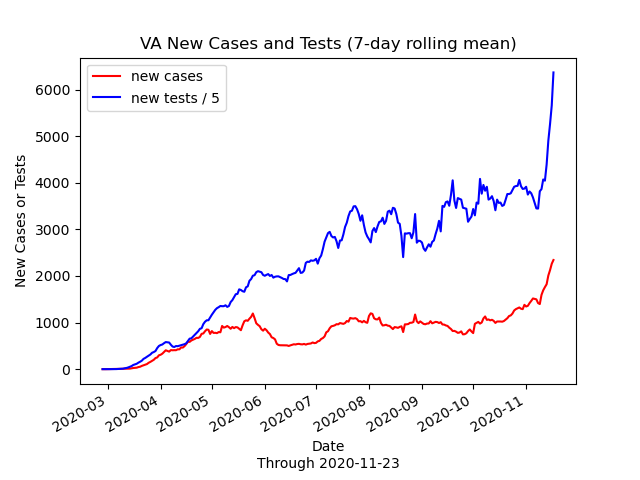 VA New Cases and Tests (7-day rolling mean)
new cases
new tests / 5
New Cases or Tests
6000
5000
4000
3000
2000
1000
0
2020-03
2020-04
2020-05
2020-06
2020-07
2020-08
2020-09
2020-10
2020-11
Date
Through 2020-11-23